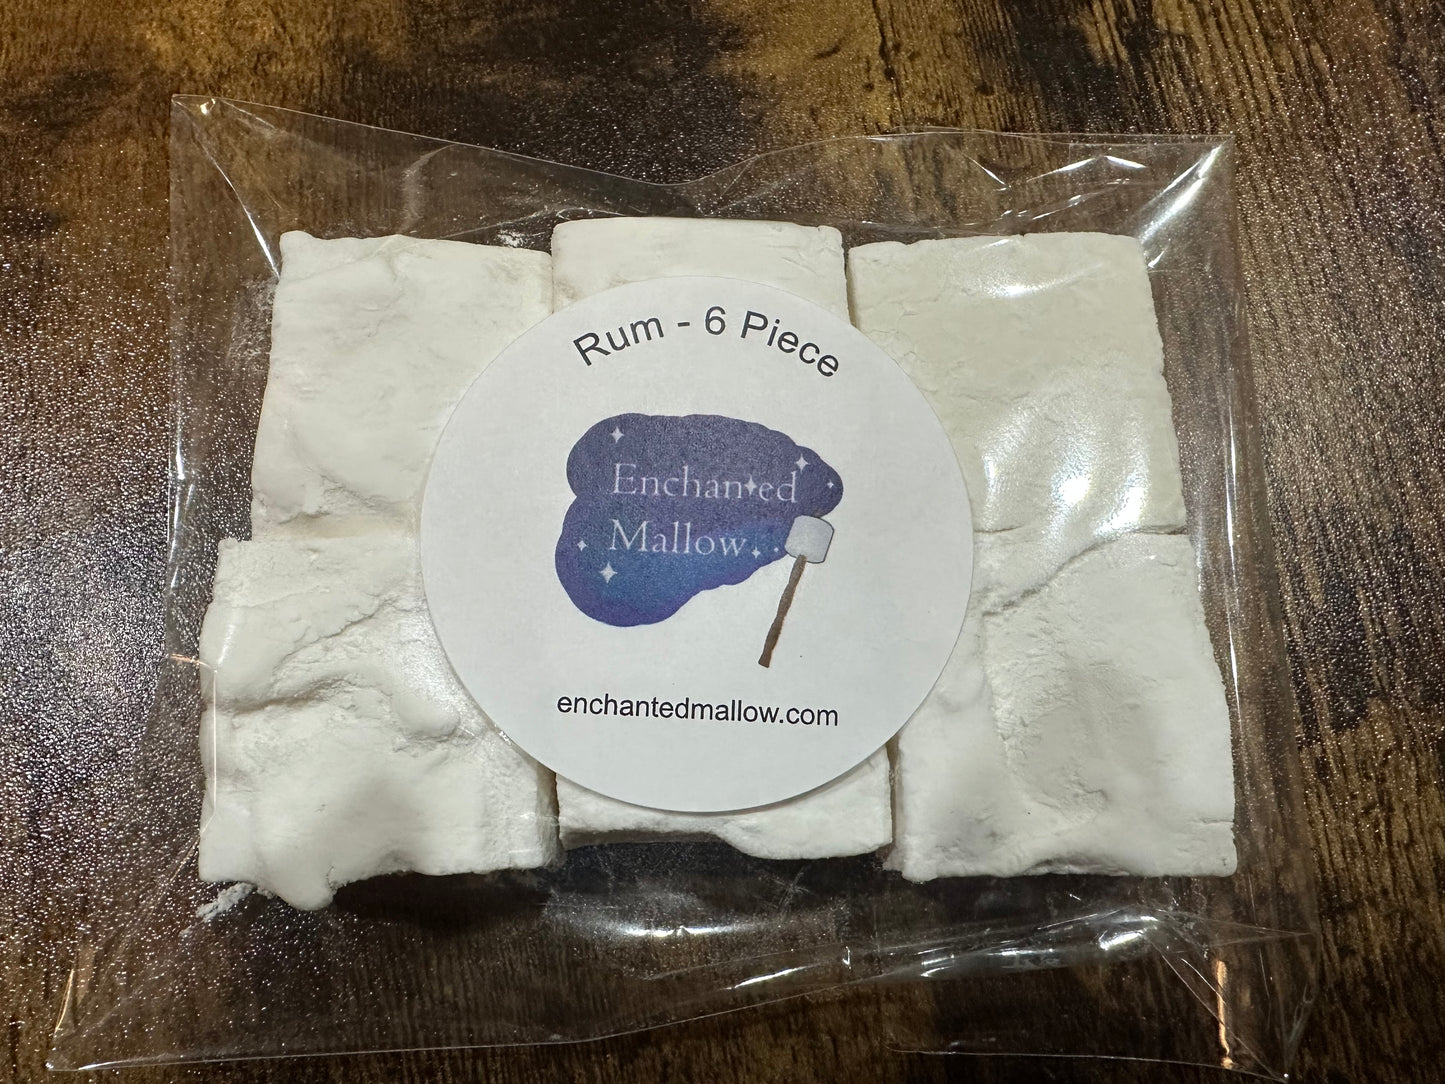 Rum - 6 Piece
Enchanted
Mallow
enchantedmallow.com